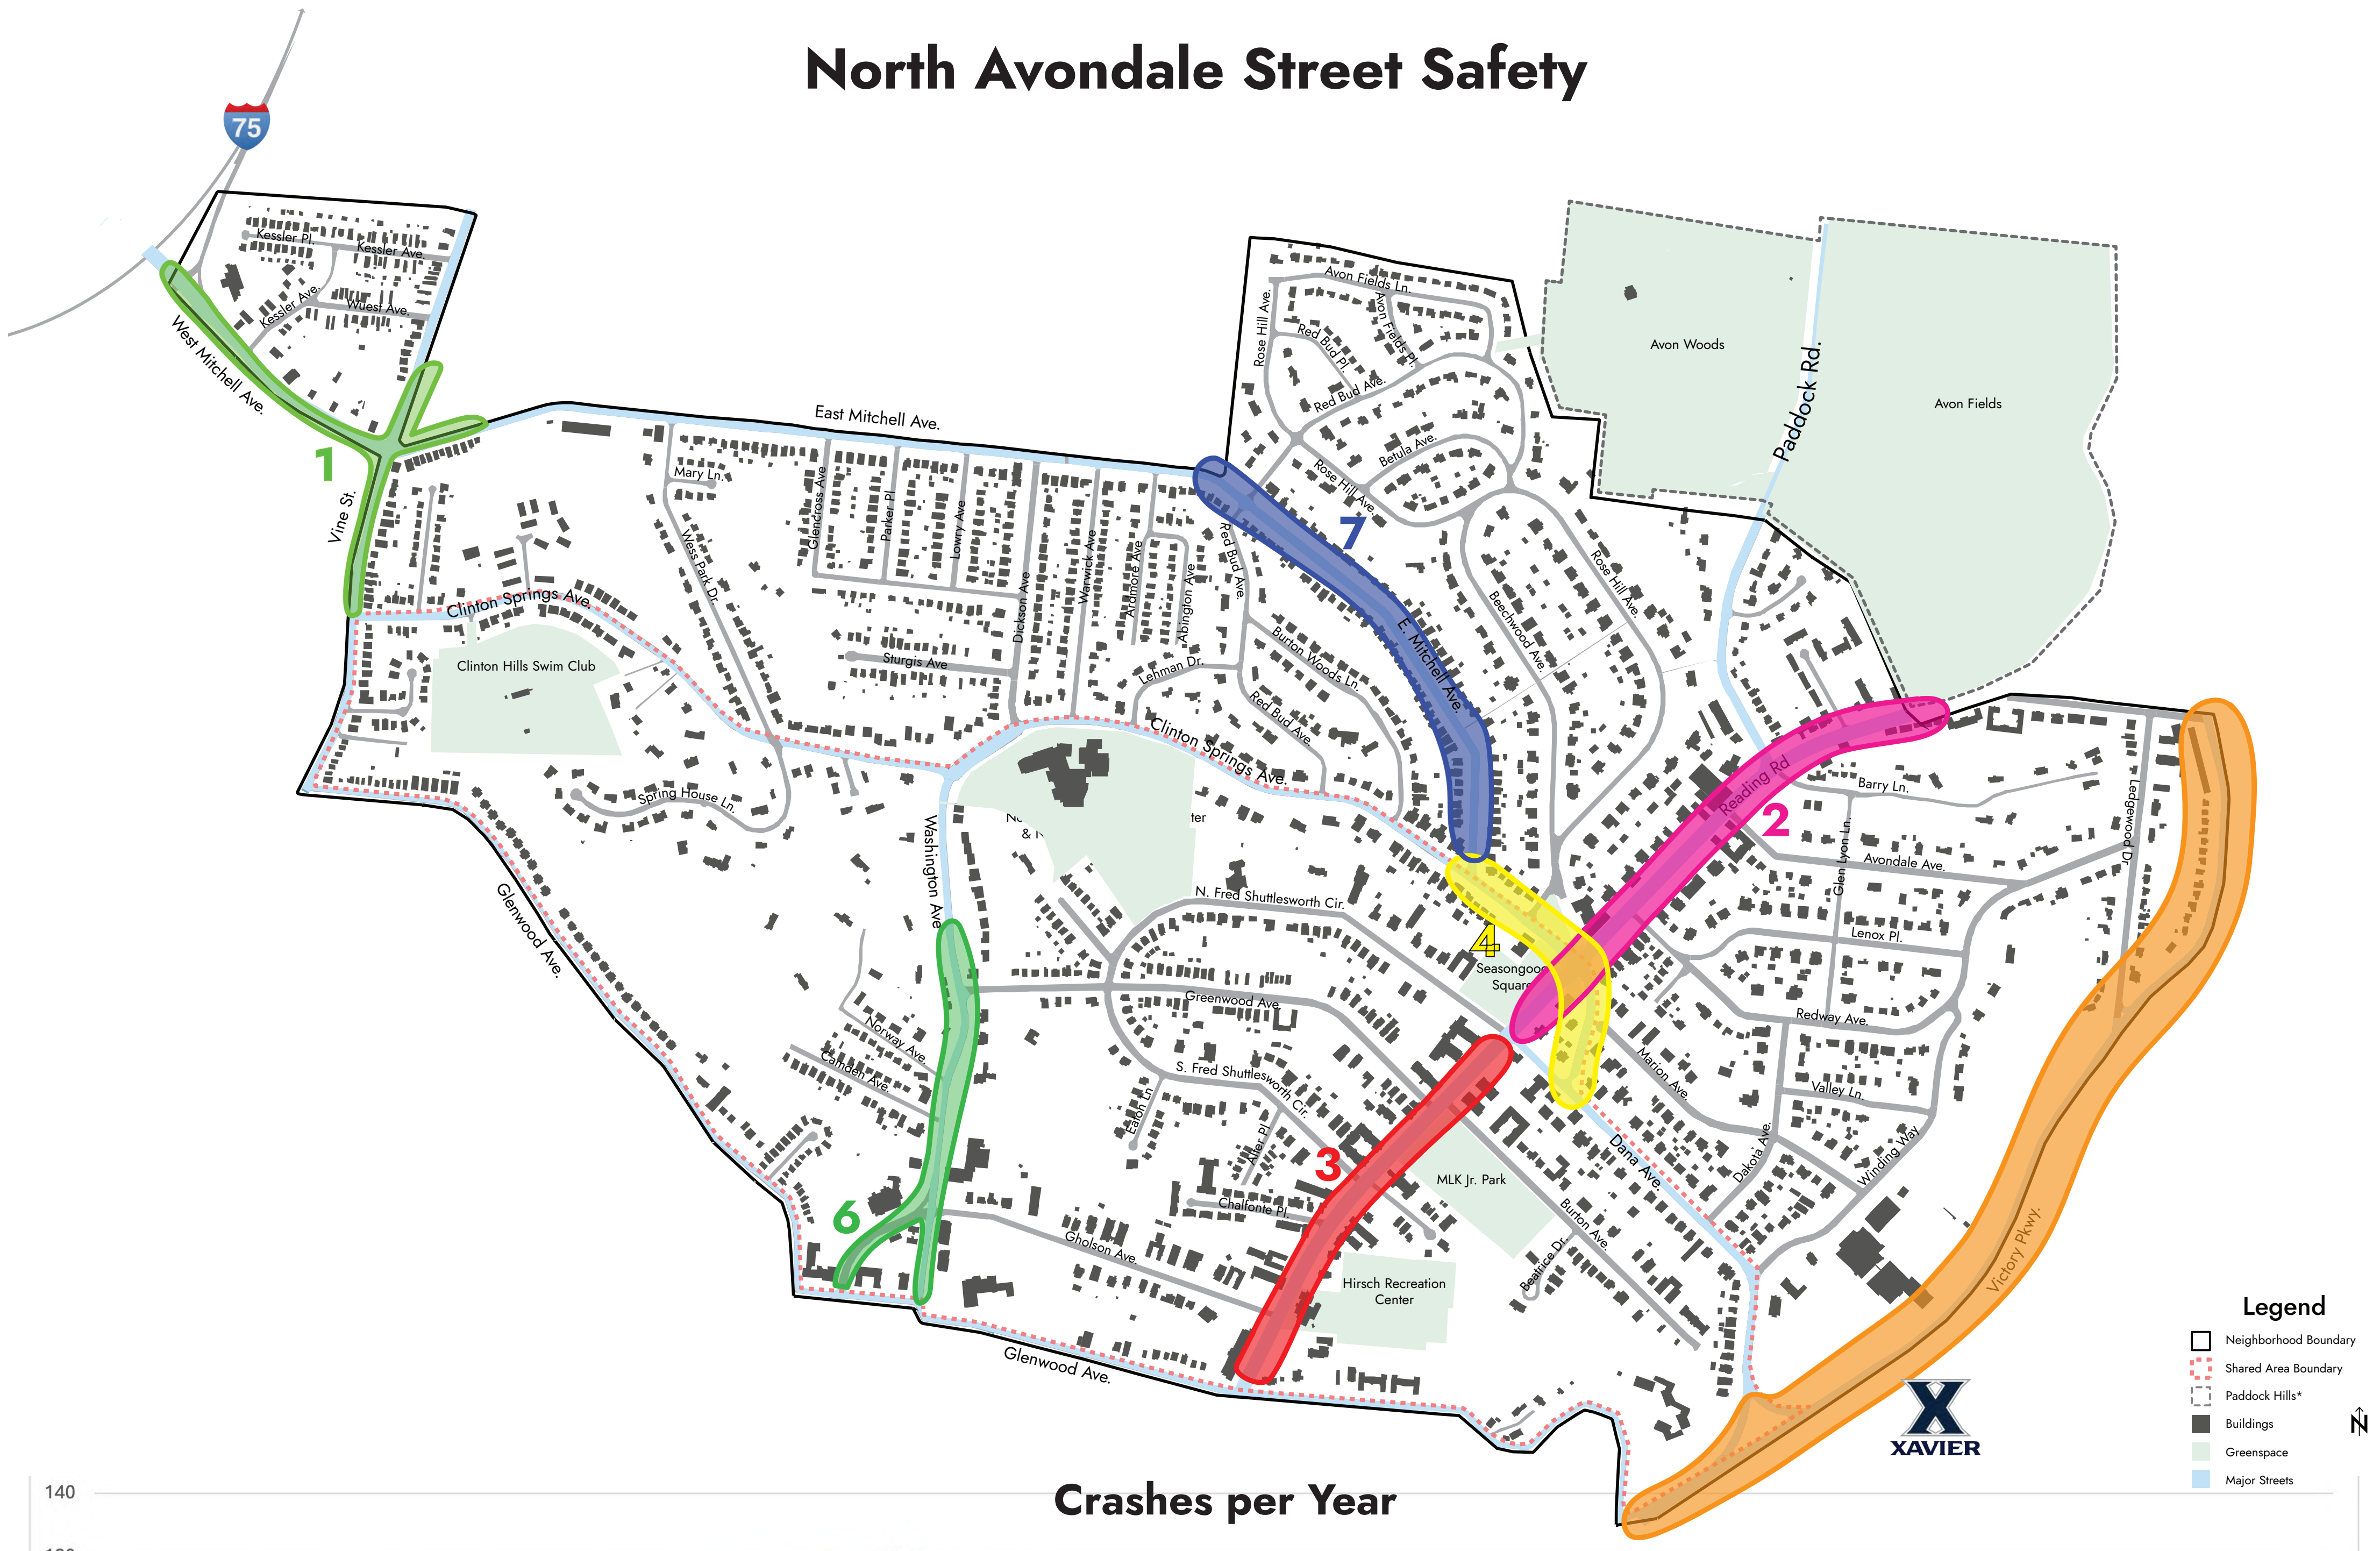 North Avondale Street Safety
75
Kessler Pl.
Kessler Ave.
Kessler Ave.
Wuest Ave.
West Mitchell Ave.
1
Vine St.
East Mitchell Ave.
Mary Ln.
Wess Park Dr.
Glencross Ave
Parker Pl
Lowry Ave
Dickson Ave
Warwick Ave
Ardmore Ave
Abington Ave
Sturgis Ave
Lehman Dr.
Clinton Springs Ave.
Clinton Hills Swim Club
Spring House Ln.
Glenwood Ave.
Avon Fields Ln.
Avon Fields Pl.
Rose Hill Ave.
Red Bud Pl.
Red Bud Ave.
Betula Ave.
Rose Hill Ave.
Rose Hill Ave.
Beechwood Ave.
7
E. Mitchell Ave.
Red Bud Ave.
Burton Woods Ln.
Red Bud Ave.
Clinton Springs Ave.
Avon Woods
Paddock Rd.
Avon Fields
Reading Rd
2
Barry Ln.
Glen Lyon Ln.
Avondale Ave.
Ledgewood Dr.
Lenox Pl.
Redway Ave.
Valley Ln.
Winding Way
Dakota Ave.
Marion Ave.
Dana Ave.
Victory Pkwy.
Washington Ave
N. Fred Shuttlesworth Cir.
4
Seasongoo
Square
Greenwood Ave.
S. Fred Shuttlesworth Cir.
Eaton Ln
Alter Pl
Chalfonte Pl.
3
MLK Jr. Park
Burton Ave.
Beatrice Dr.
Hirsch Recreation
Center
Norway Ave
Camden Ave.
6
Gholson Ave.
Glenwood Ave.
X
XAVIER
Legend
Neighborhood Boundary
Shared Area Boundary
Paddock Hills*
Buildings
Greenspace
Major Streets
N
140
Crashes per Year